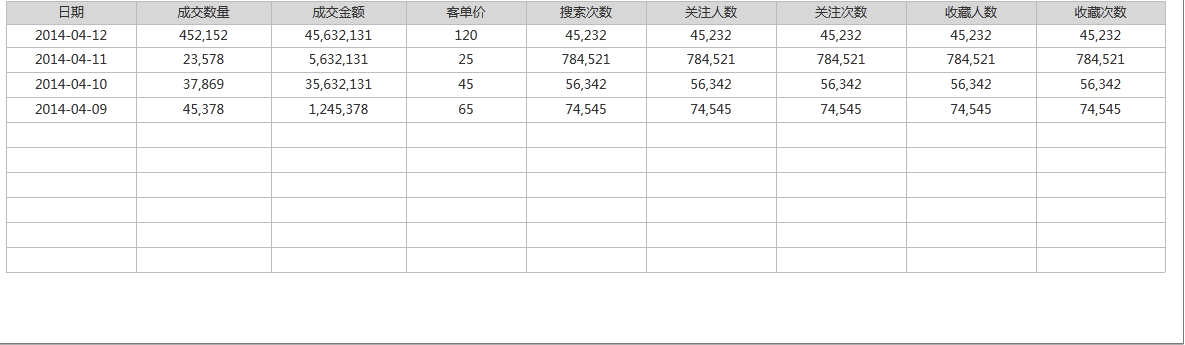 日期 成交数量 成交金额 客单价 搜索次数 关注人数 关注次数 收藏人数 收藏次数
2014-04-12 452,152 45,632,131 120 45,232 45,232 45,232 45,232 45,232
2014-04-11 23,578 5,632,131 25 784,521 784,521 784,521 784,521 784,521
2014-04-10 37,869 35,632,131 45 56,342 56,342 56,342 56,342 56,342
2014-04-09 45,378 1,245,378 65 74,545 74,545 74,545 74,545 74,545